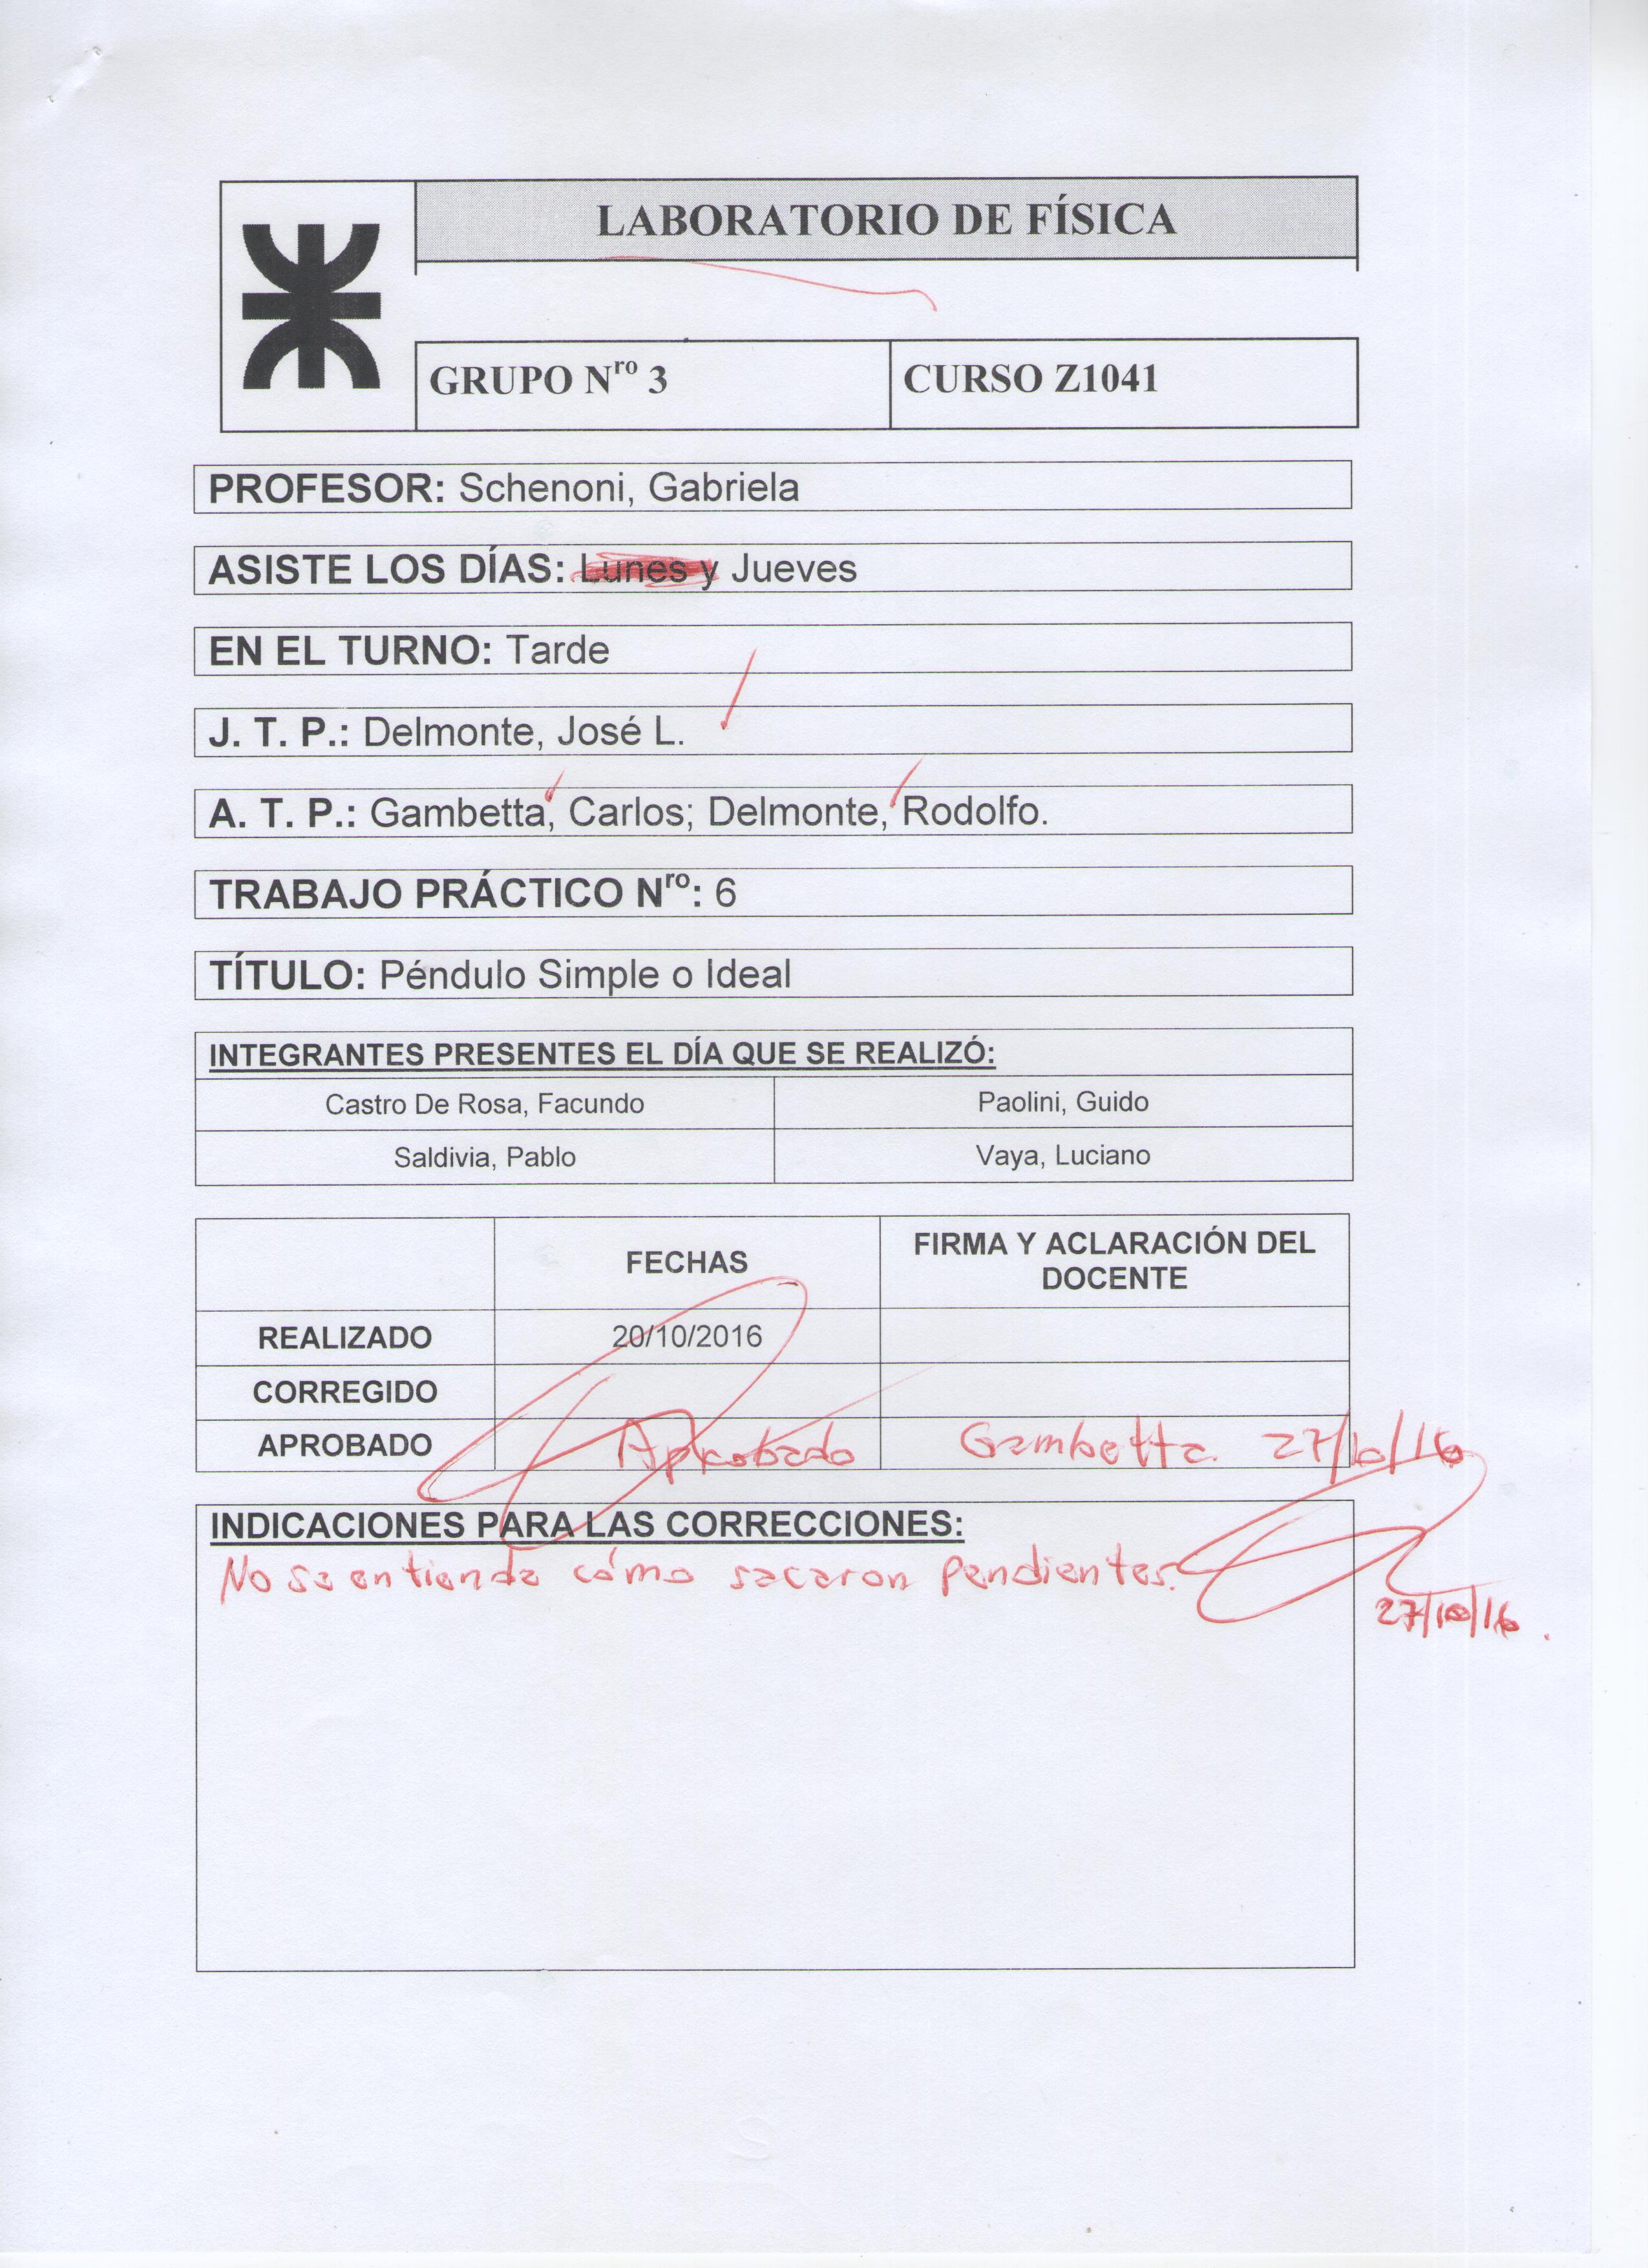 LABORATORIO DE FÍSICA
GRUPO Nro 3
CURSO Z1041
PROFESOR: Schenoni, Gabriela
ASISTE LOS DÍAS: Lunes y Jueves
EN EL TURNO: Tarde
J. T. P.: Delmonte, José L.
A. T. P.: Gambetta, Carlos; Delmonte, Rodolfo.
TRABAJO PRÁCTICO Nro: 6
TÍTULO: Péndulo Simple o Ideal
INTEGRANTES PRESENTES EL DÍA QUE SE REALIZÓ:
Castro De Rosa, Facundo
Paolini, Guido
Saldivia, Pablo
Vaya, Luciano
FECHAS
FIRMA Y ACLARACIÓN DEL
DOCENTE
REALIZADO
20/10/2016
CORREGIDO
APROBADO
Aprobado
Gambetta. 27/10/16
INDICACIONES PARA LAS CORRECCIONES:
No se entiende cómo sacaron pendientes.
27/10/16.